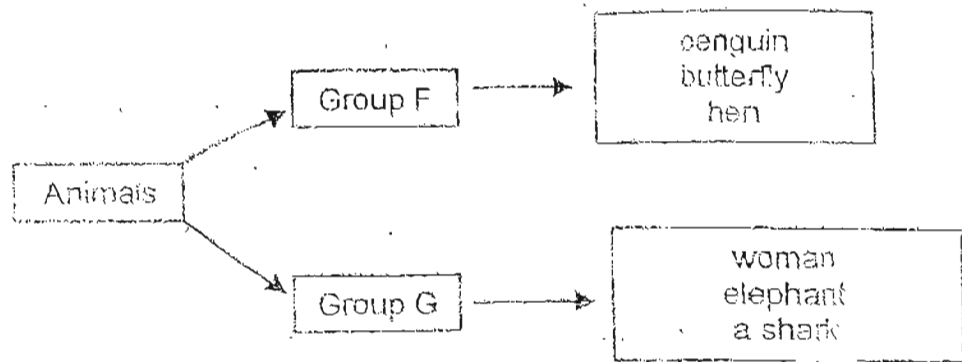 penguin
butterfly
hen
Group F
Animals
Group G
woman
elephant
a shark